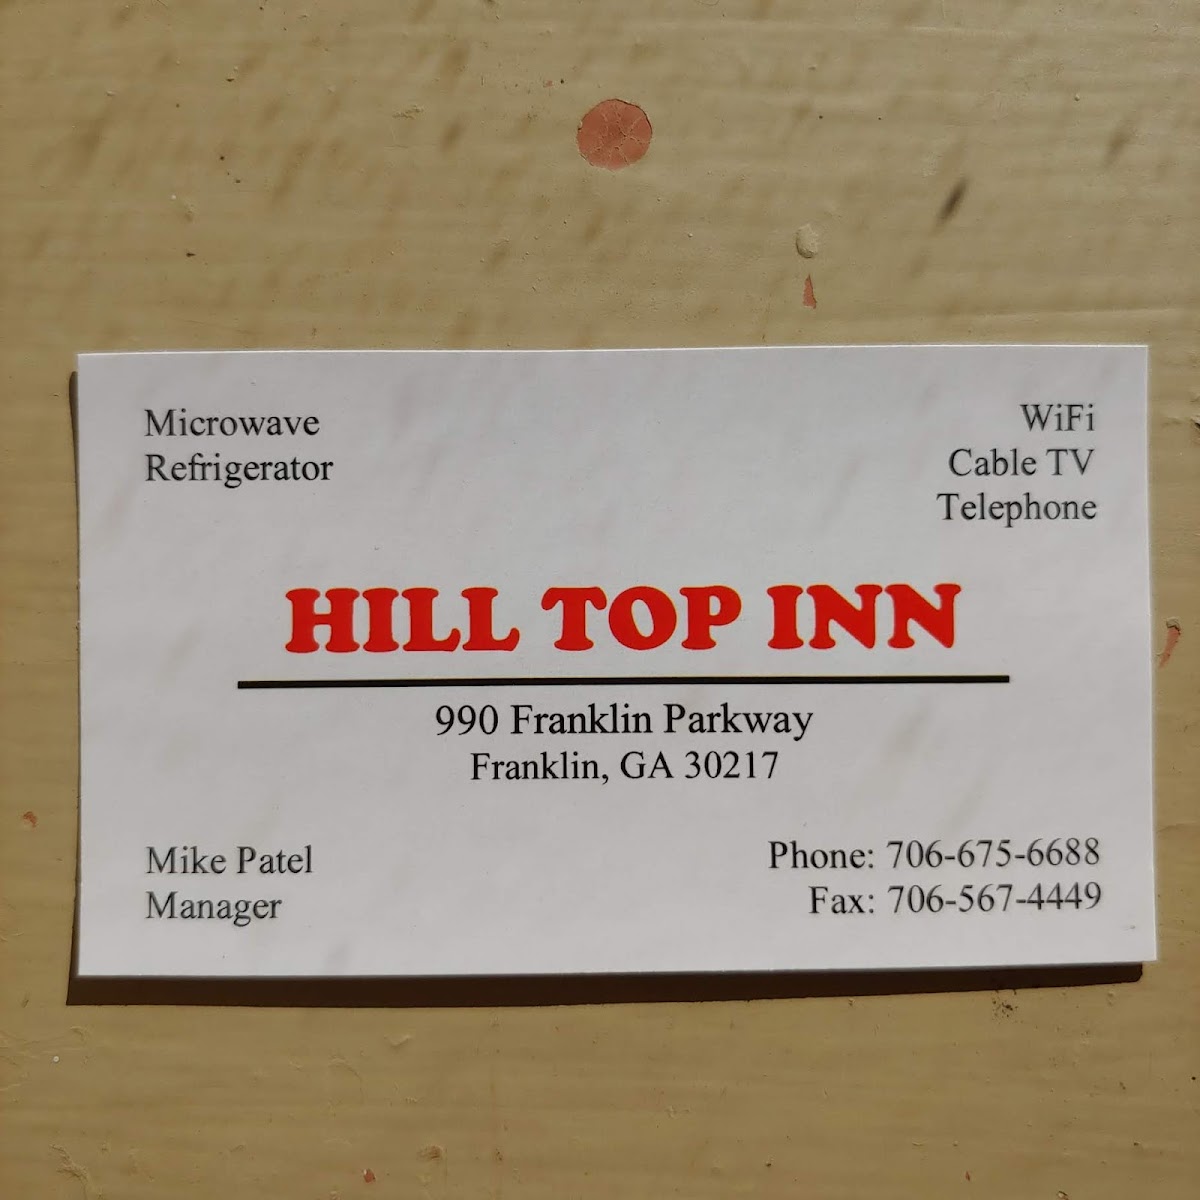 Microwave
Refrigerator
WiFi
Cable TV
Telephone
HILL TOP INN
990 Franklin Parkway
Franklin, GA 30217
Mike Patel
Manager
Phone: 706-675-6688
Fax: 706-567-4449